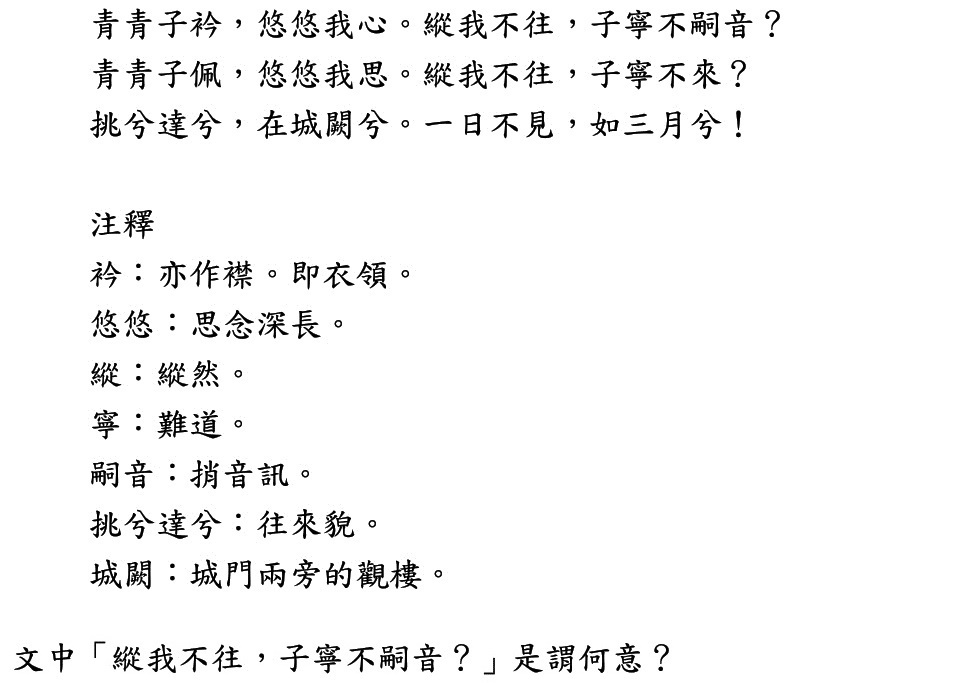 青青子衿，悠悠我心。縱我不往，子寧不嗣音？
青青子佩，悠悠我思。縱我不往，子寧不來？
挑兮達兮，在城闕兮。一日不見，如三月兮！
注釋
衿：亦作襟。即衣領。
悠悠：思念深長。
縱：縱然。
寧：難道。
嗣音：捎音訊。
挑兮達兮：往來貌。
城闕：城門兩旁的觀樓。
文中「縱我不往，子寧不嗣音？」是謂何意？